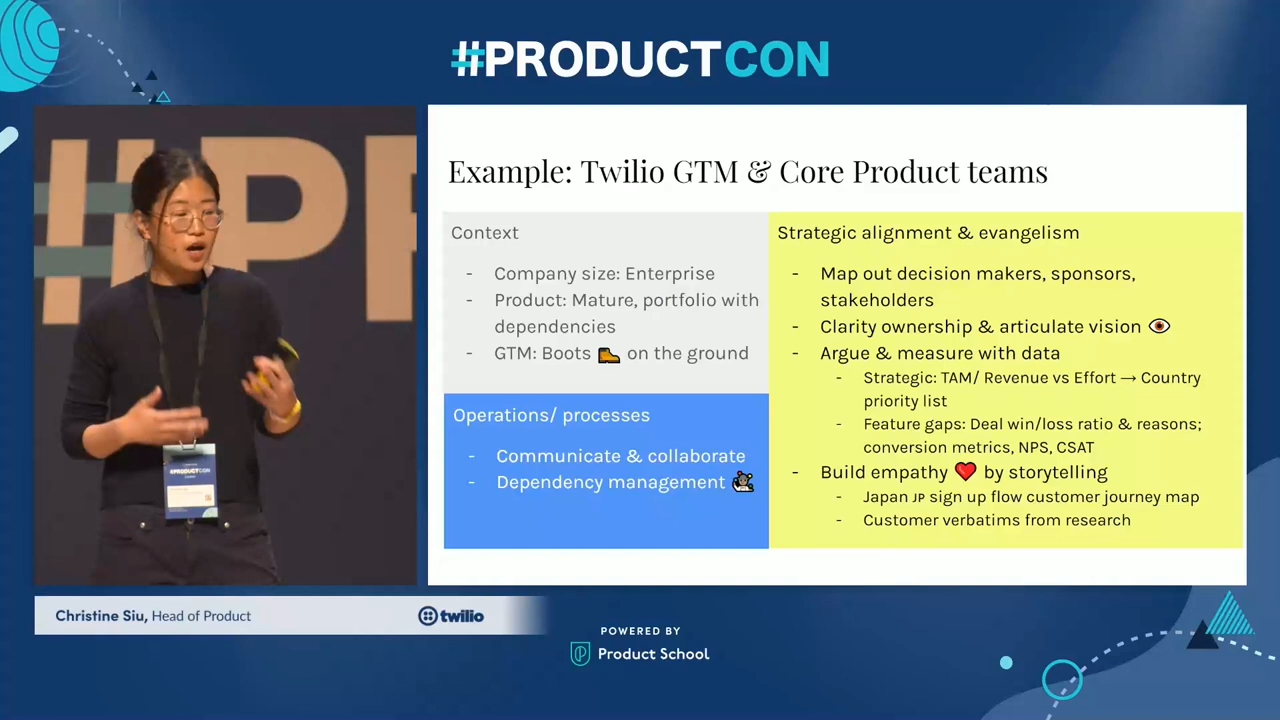 #PRODUCTCON
#PR
#PRODUCTCON
Example: Twilio GTM & Core Product teams
Context
- Company size: Enterprise
- Product: Mature, portfolio with
dependencies
- GTM: Boots 🥾 on the ground
Operations/ processes
- Communicate & collaborate
- Dependency management
Strategic alignment & evangelism
- Map out decision makers, sponsors,
stakeholders
- Clarity ownership & articulate vision 👁
- Argue & measure with data
- Strategic: TAM/ Revenue vs Effort → Country
priority list
- Feature gaps: Deal win/loss ratio & reasons;
conversion metrics, NPS, CSAT
- Build empathy ❤️ by storytelling
- Japan JP sign up flow customer journey map
- Customer verbatims from research
Christine Siu, Head of Product
twilio
POWERED BY
Product School